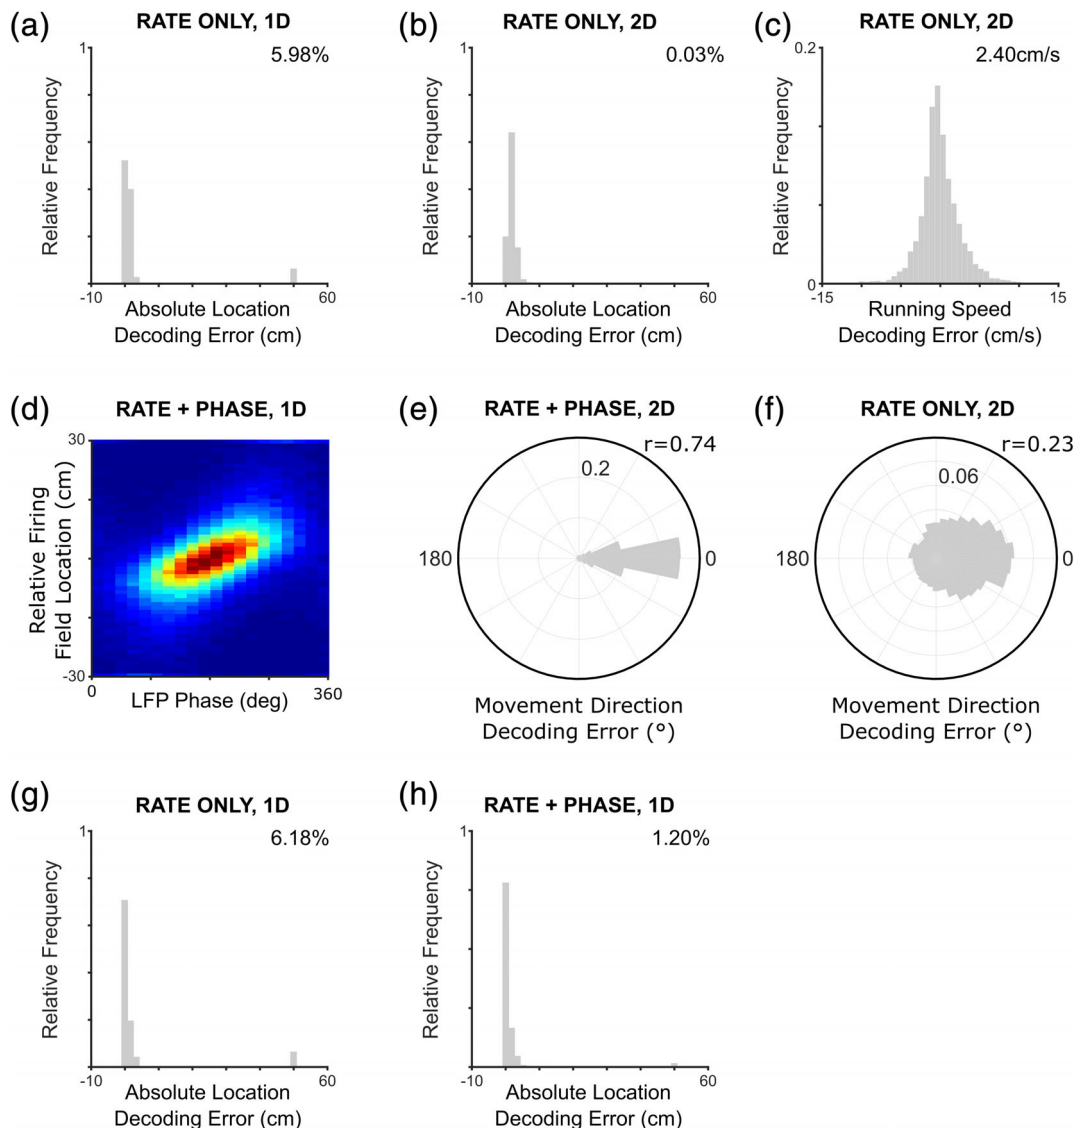 (a) RATE ONLY, 1D
5.98%
1
Relative Frequency
-10 60
Absolute Location
Decoding Error (cm)
(b) RATE ONLY, 2D
0.03%
1
Relative Frequency
-10 60
Absolute Location
Decoding Error (cm)
(c) RATE ONLY, 2D
2.40cm/s
0.2
Relative Frequency
0
-15 15
Running Speed
Decoding Error (cm/s)
(d) RATE + PHASE, 1D
30
Relative Firing
Field Location (cm)
-30
0 360
LFP Phase (deg)
(e) RATE + PHASE, 2D
r=0.74
0.2
180 0
Movement Direction
Decoding Error (°)
(f) RATE ONLY, 2D
r=0.23
0.06
180 0
Movement Direction
Decoding Error (°)
(g) RATE ONLY, 1D
6.18%
1
Relative Frequency
-10 60
Absolute Location
Decoding Error (cm)
(h) RATE + PHASE, 1D
1.20%
1
Relative Frequency
-10 60
Absolute Location
Decoding Error (cm)